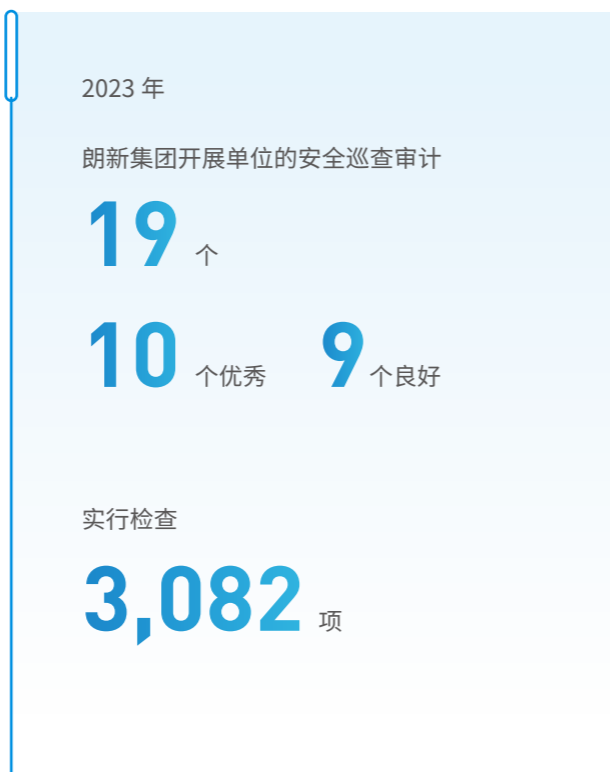 2023 年
朗新集团开展单位的安全巡查审计
19 个
10 个优秀 9 个良好
实行检查
3,082 项